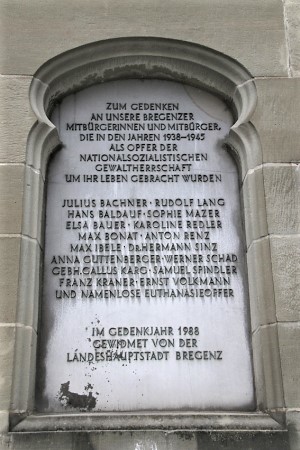 ZUM GEDENKEN
AN UNSERE BREGENZER
MITBÜRGERINNEN UND MITBÜRGER,
DIE IN DEN JAHREN 1938–1945
ALS OPFER DER
NATIONALSOZIALISTISCHEN
GEWALTHERRSCHAFT
UM IHR LEBEN GEBRACHT WURDEN
JULIUS BACHNER · RUDOLF LANG
HANS BALDAUF · SOPHIE MAZER
ELSA BAUER · KAROLINE REDLER
MAX BONAT · ANTON RENZ
MAX IBELE · DR.HERMANN SINZ
ANNA GUTTENBERGER · WERNER SCHAD
GEBH.GALLUS KARG · SAMUEL SPINDLER
FRANZ KRANER · ERNST VOLKMANN
UND NAMENLOSE EUTHANASIEOPFER
IM GEDENKJAHR 1988
GEWIDMET VON DER
LANDESHAUPTSTADT BREGENZ